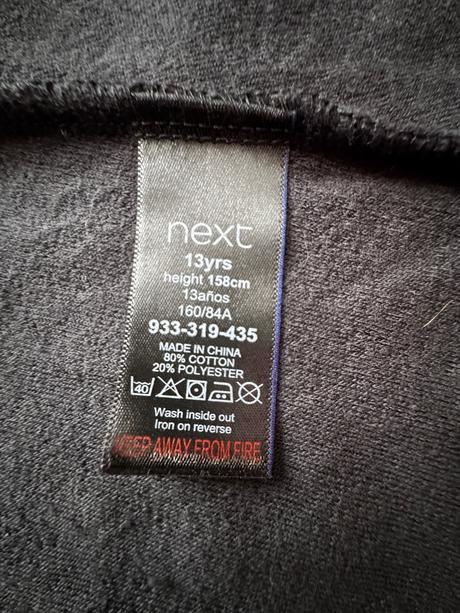 next
13yrs
height 158cm
13años
160/84A
933-319-435
MADE IN CHINA
80% COTTON
20% POLYESTER
40
Wash inside out
Iron on reverse
KEEP AWAY FROM FIRE